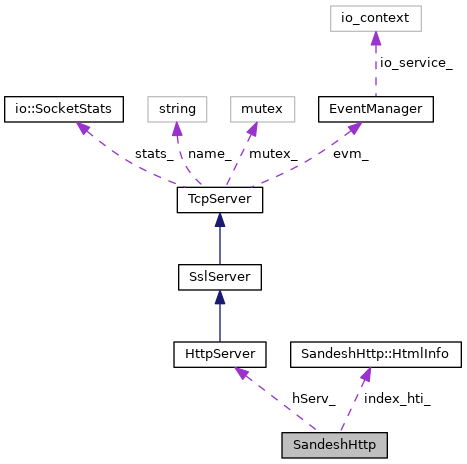 io_context
io_service_
io::SocketStats
string
mutex
EventManager
stats_
name_
mutex_
evm_
TcpServer
SslServer
HttpServer
SandeshHttp::HtmlInfo
hServ_
index_hti_
SandeshHttp